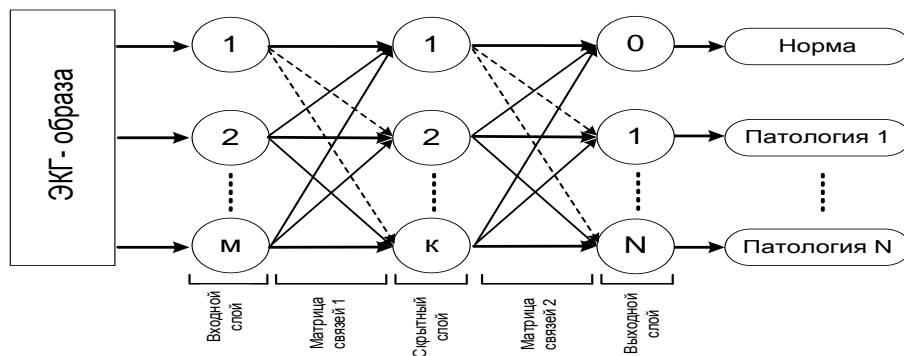 ЭКГ- образа
1
1
0
Норма
2
2
1
Патология 1
м
к
N
Патология N
Входной
слой
Матрица
связей 1
Скрытный
слой
Матрица
связей 2
Выходной
слой